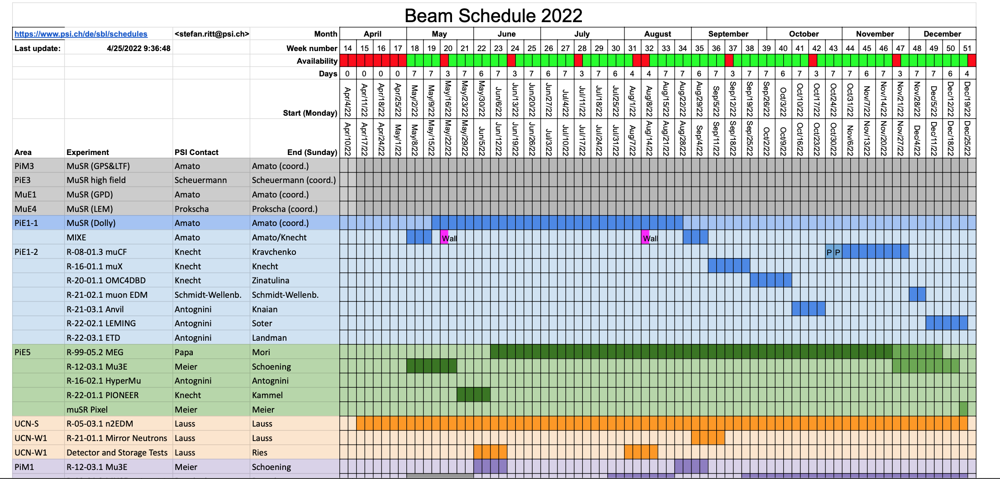 Beam Schedule 2022
https://www.psi.ch/de/sbl/schedules <stefan.ritt@psi.ch> Month April May June July August September October November December
Last update: 4/25/2022 9:36:48 Week number 14 15 16 17 18 19 20 21 22 23 24 25 26 27 28 29 30 31 32 33 34 35 36 37 38 39 40 41 42 43 44 45 46 47 48 49 50 51
Availability
Days 0 0 0 0 7 7 3 7 6 7 3 7 6 7 3 7 6 4 4 7 7 6 7 3 7 7 6 7 3 7 7 6 7 3 7 7 6 4
Start (Monday) Apr/4/22 Apr/11/22 Apr/18/22 Apr/25/22 May/2/22 May/9/22 May/16/22 May/23/22 May/30/22 Jun/6/22 Jun/13/22 Jun/20/22 Jun/27/22 Jul/4/22 Jul/11/22 Jul/18/22 Jul/25/22 Aug/1/22 Aug/8/22 Aug/15/22 Aug/22/22 Aug/29/22 Sep/5/22 Sep/12/22 Sep/19/22 Sep/26/22 Oct/3/22 Oct/10/22 Oct/17/22 Oct/24/22 Oct/31/22 Nov/7/22 Nov/14/22 Nov/21/22 Nov/28/22 Dec/5/22 Dec/12/22 Dec/19/22
Area Experiment PSI Contact End (Sunday) Apr/10/22 Apr/17/22 Apr/24/22 May/1/22 May/8/22 May/15/22 May/22/22 May/29/22 Jun/5/22 Jun/12/22 Jun/19/22 Jun/26/22 Jul/3/22 Jul/10/22 Jul/17/22 Jul/24/22 Jul/31/22 Aug/7/22 Aug/14/22 Aug/21/22 Aug/28/22 Sep/4/22 Sep/11/22 Sep/18/22 Sep/25/22 Oct/2/22 Oct/9/22 Oct/16/22 Oct/23/22 Oct/30/22 Nov/6/22 Nov/13/22 Nov/20/22 Nov/27/22 Dec/4/22 Dec/11/22 Dec/18/22 Dec/25/22
PiM3 MuSR (GPS&LTF) Amato Amato (coord.)
PiE3 MuSR high field Scheuermann Scheuermann (coord.)
MuE1 MuSR (GPD) Amato Amato (coord.)
MuE4 MuSR (LEM) Prokscha Prokscha (coord.)
PiE1-1 MuSR (Dolly) Amato Amato (coord.)
MIXE Amato Amato/Knecht Wall Wall
PiE1-2 R-08-01.3 muCF Knecht Kravchenko P P
R-16-01.1 muX Knecht Knecht
R-20-01.1 OMC4DBD Knecht Zinatulina
R-21-02.1 muon EDM Schmidt-Wellenb. Schmidt-Wellenb.
R-21-03.1 Anvil Antognini Knaian
R-22-02.1 LEMING Antognini Soter
R-22-03.1 ETD Antognini Landman
PiE5 R-99-05.2 MEG Papa Mori
R-12-03.1 Mu3E Meier Schoening
R-16-02.1 HyperMu Antognini Antognini
R-22-01.1 PIONEER Knecht Kammel
muSR Pixel Meier Meier
UCN-S R-05-03.1 n2EDM Lauss Lauss
UCN-W1 R-21-01.1 Mirror Neutrons Lauss Lauss
UCN-W1 Detector and Storage Tests Lauss Ries
PiM1 R-12-03.1 Mu3E Meier Schoening